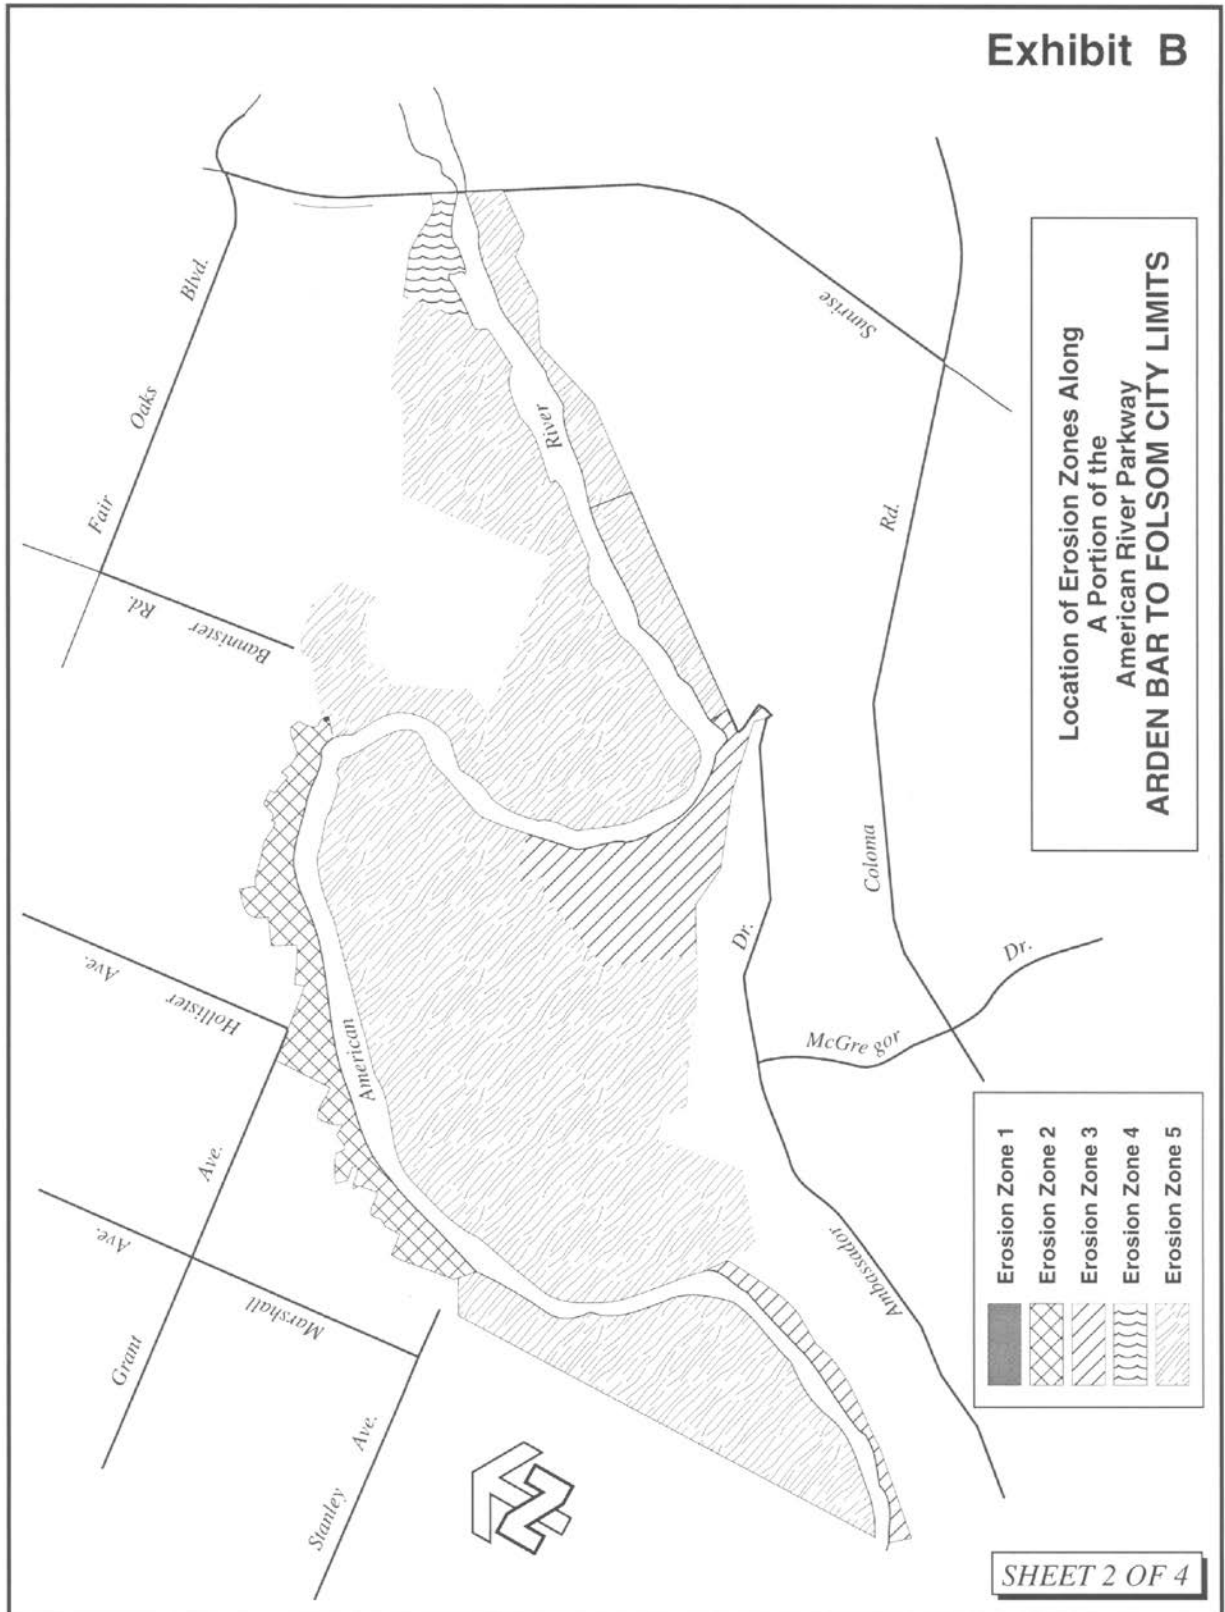 Exhibit B
Location of Erosion Zones Along
A Portion of the
American River Parkway
ARDEN BAR TO FOLSOM CITY LIMITS
Fair Oaks Blvd.
Bannister Rd.
Hollister Ave.
Grant Ave.
Marshall Ave.
Stanley Ave.
American River
Sunrise
Coloma Rd.
McGre gor Dr.
Ambassador Dr.
Erosion Zone 1
Erosion Zone 2
Erosion Zone 3
Erosion Zone 4
Erosion Zone 5
N
SHEET 2 OF 4